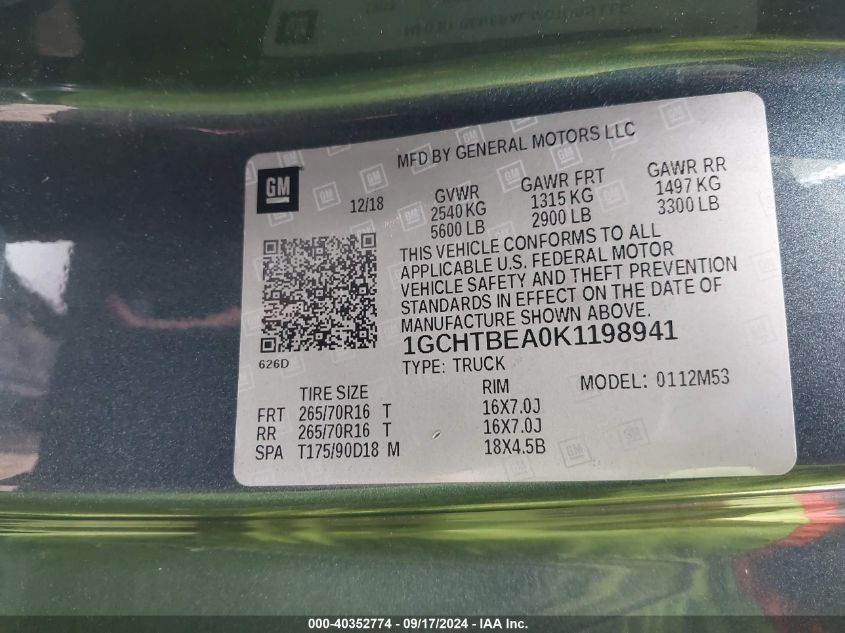 MFD BY GENERAL MOTORS LLC
GM
12/18
GVWR GAWR FRT GAWR RR
2540 KG 1315 KG 1497 KG
5600 LB 2900 LB 3300 LB
THIS VEHICLE CONFORMS TO ALL
APPLICABLE U.S. FEDERAL MOTOR
VEHICLE SAFETY AND THEFT PREVENTION
STANDARDS IN EFFECT ON THE DATE OF
MANUFACTURE SHOWN ABOVE.
1GCHTBEA0K1198941
626D
TYPE: TRUCK
MODEL: 0112M53
TIRE SIZE RIM
FRT 265/70R16 T 16X7.0J
RR 265/70R16 T 16X7.0J
SPA T175/90D18 M 18X4.5B
000-40352774 - 09/17/2024 - IAA Inc.